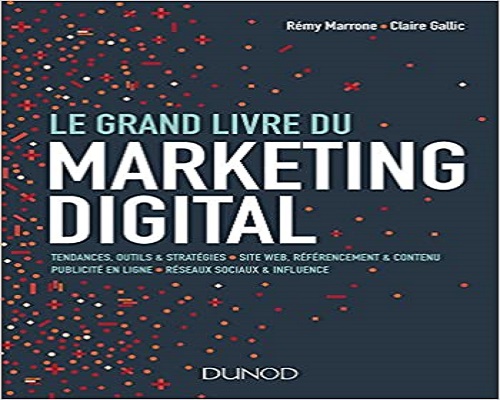 Rémy Marrone • Claire Gallic
LE GRAND LIVRE DU
MARKETING
DIGITAL
TENDANCES, OUTILS & STRATÉGIES • SITE WEB, RÉFÉRENCEMENT & CONTENU
PUBLICITÉ EN LIGNE • RÉSEAUX SOCIAUX & INFLUENCE
DUNOD